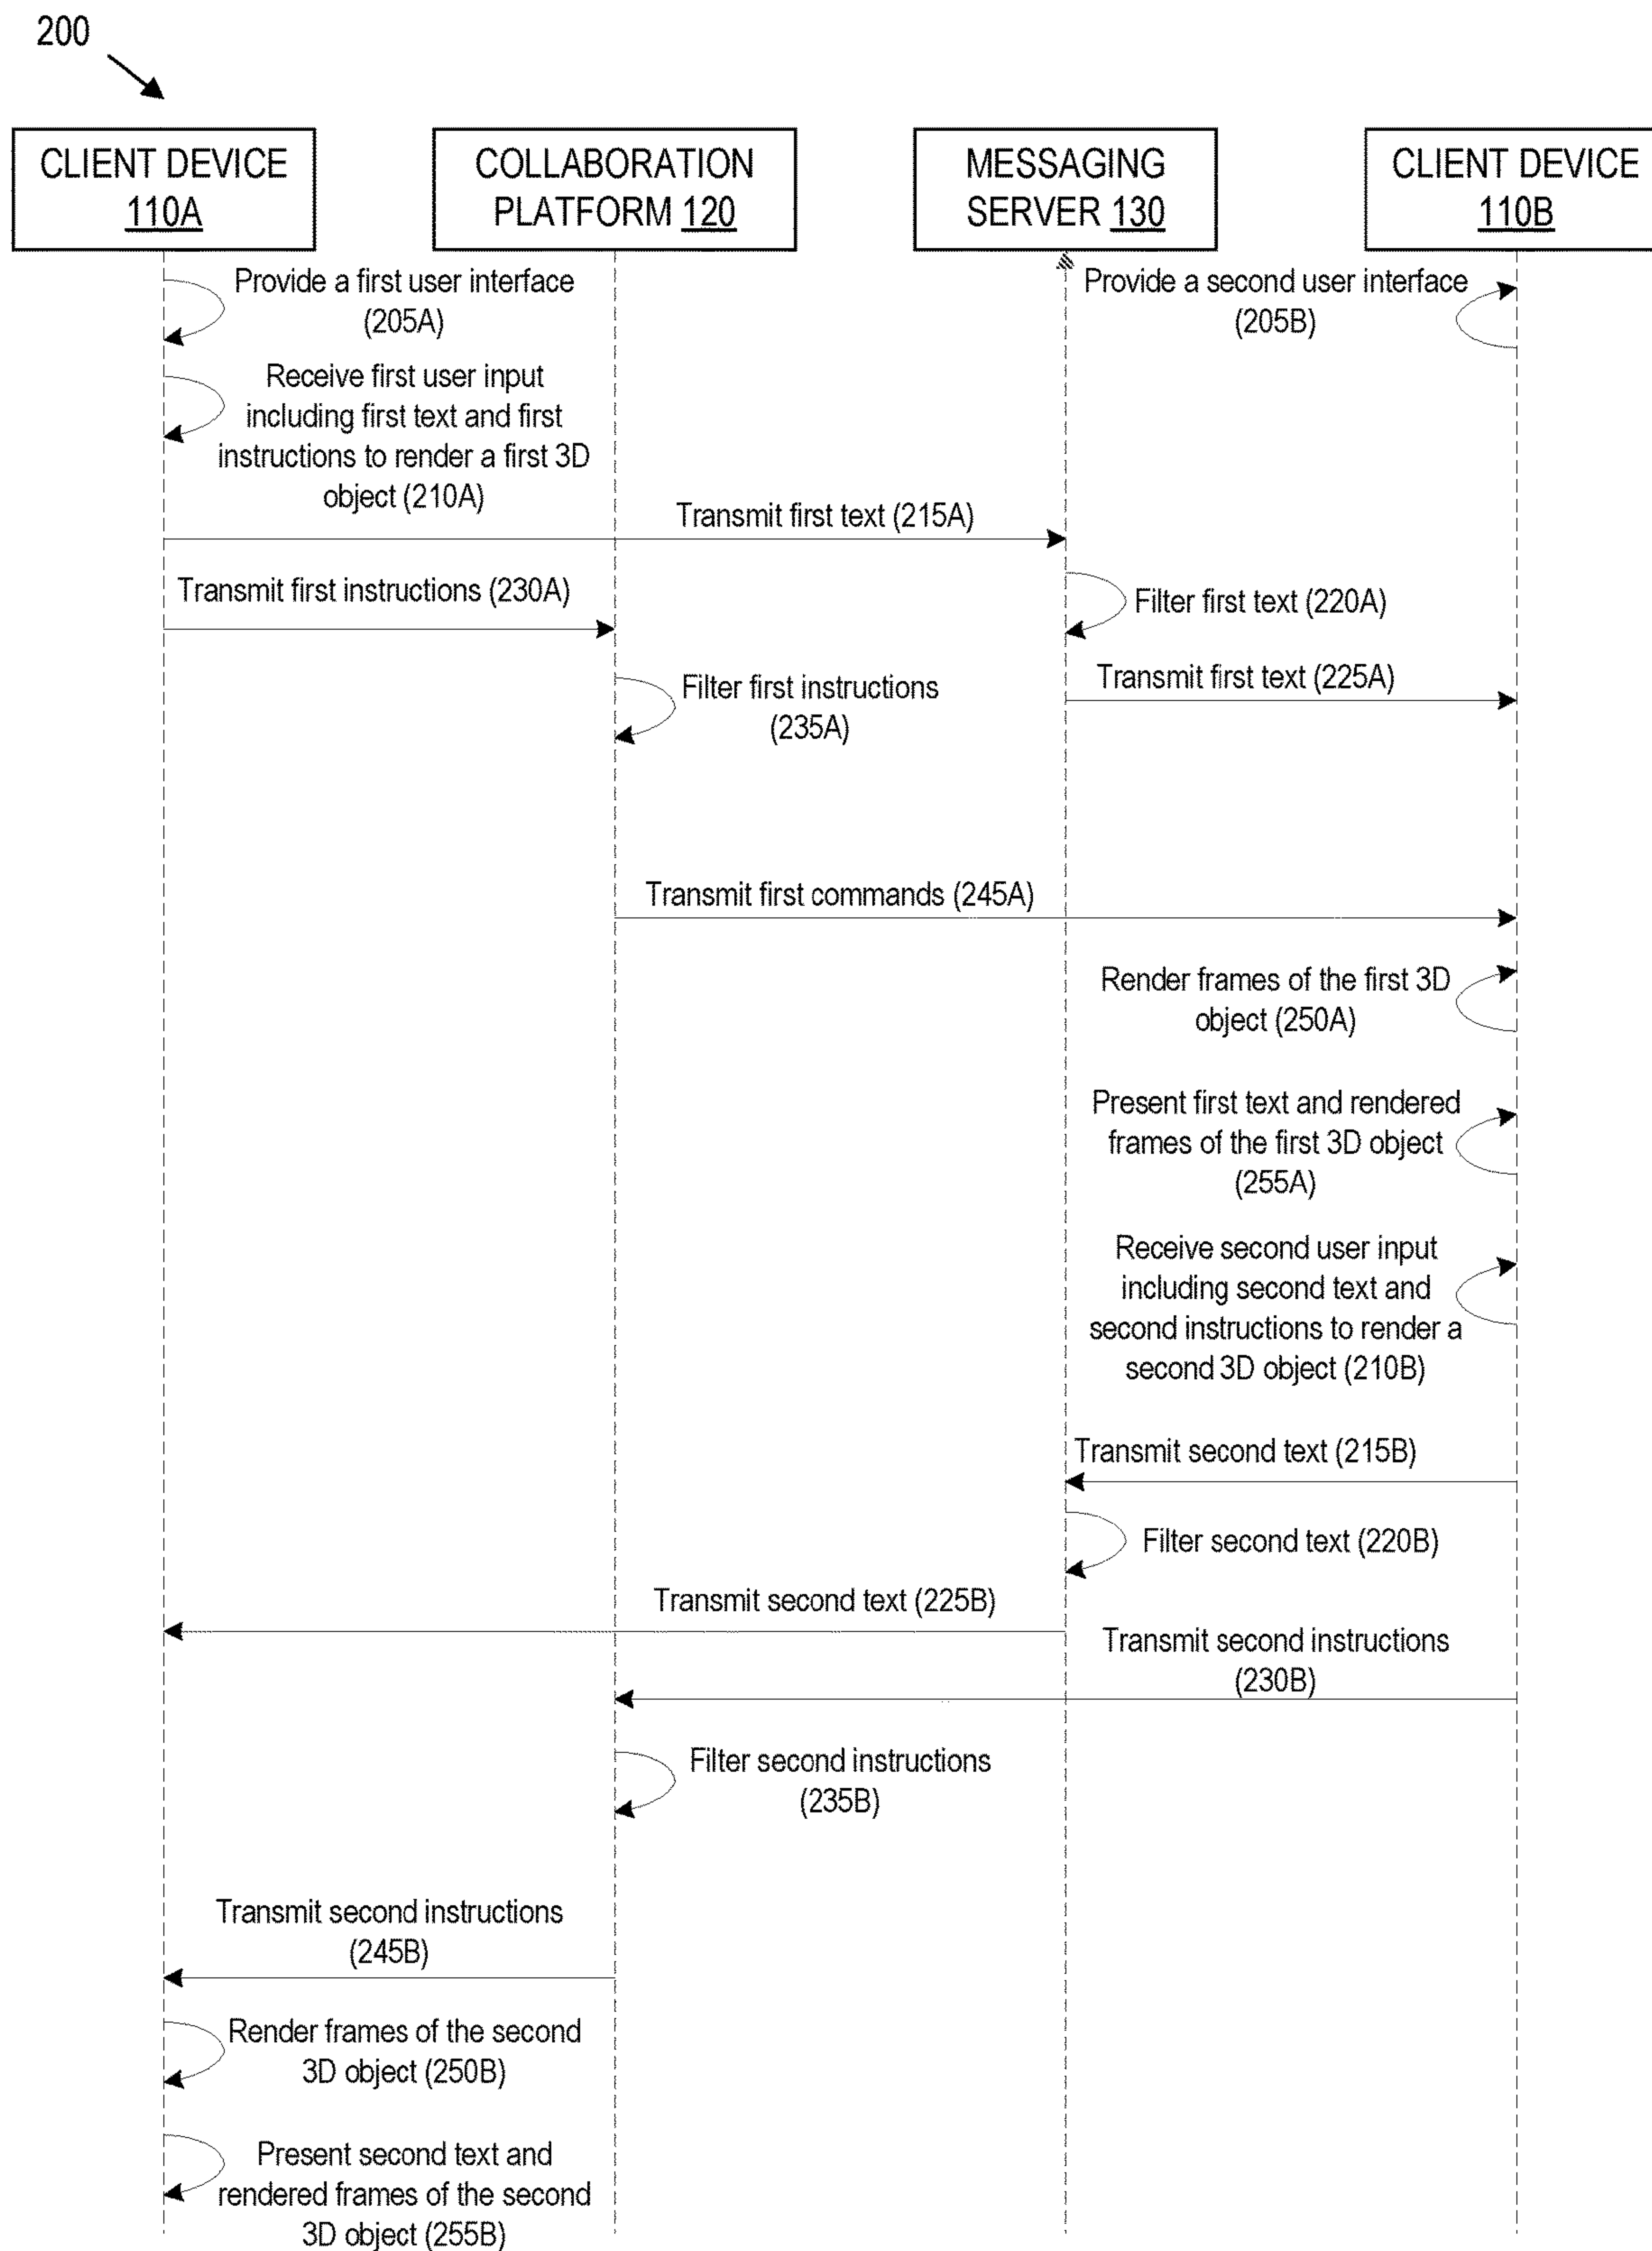 200
CLIENT DEVICE
110A
COLLABORATION
PLATFORM 120
MESSAGING
SERVER 130
CLIENT DEVICE
110B
Provide a first user interface
(205A)
Provide a second user interface
(205B)
Receive first user input
including first text and first
instructions to render a first 3D
object (210A)
Transmit first text (215A)
Transmit first instructions (230A)
Filter first text (220A)
Transmit first text (225A)
Filter first instructions
(235A)
Transmit first commands (245A)
Render frames of the first 3D
object (250A)
Present first text and rendered
frames of the first 3D object
(255A)
Receive second user input
including second text and
second instructions to render a
second 3D object (210B)
Transmit second text (215B)
Filter second text (220B)
Transmit second text (225B)
Transmit second instructions
(230B)
Filter second instructions
(235B)
Transmit second instructions
(245B)
Render frames of the second
3D object (250B)
Present second text and
rendered frames of the second
3D object (255B)